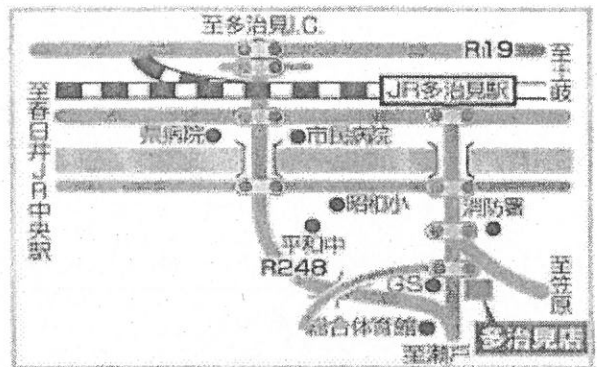 至多治見J.C.
R19
至土岐
JR多治見駅
至春日井JR中央駅
県病院
市民病院
昭和小
消防署
平和中
R248
至笠原
GS
総合体育館
多治見店
至瀬戸